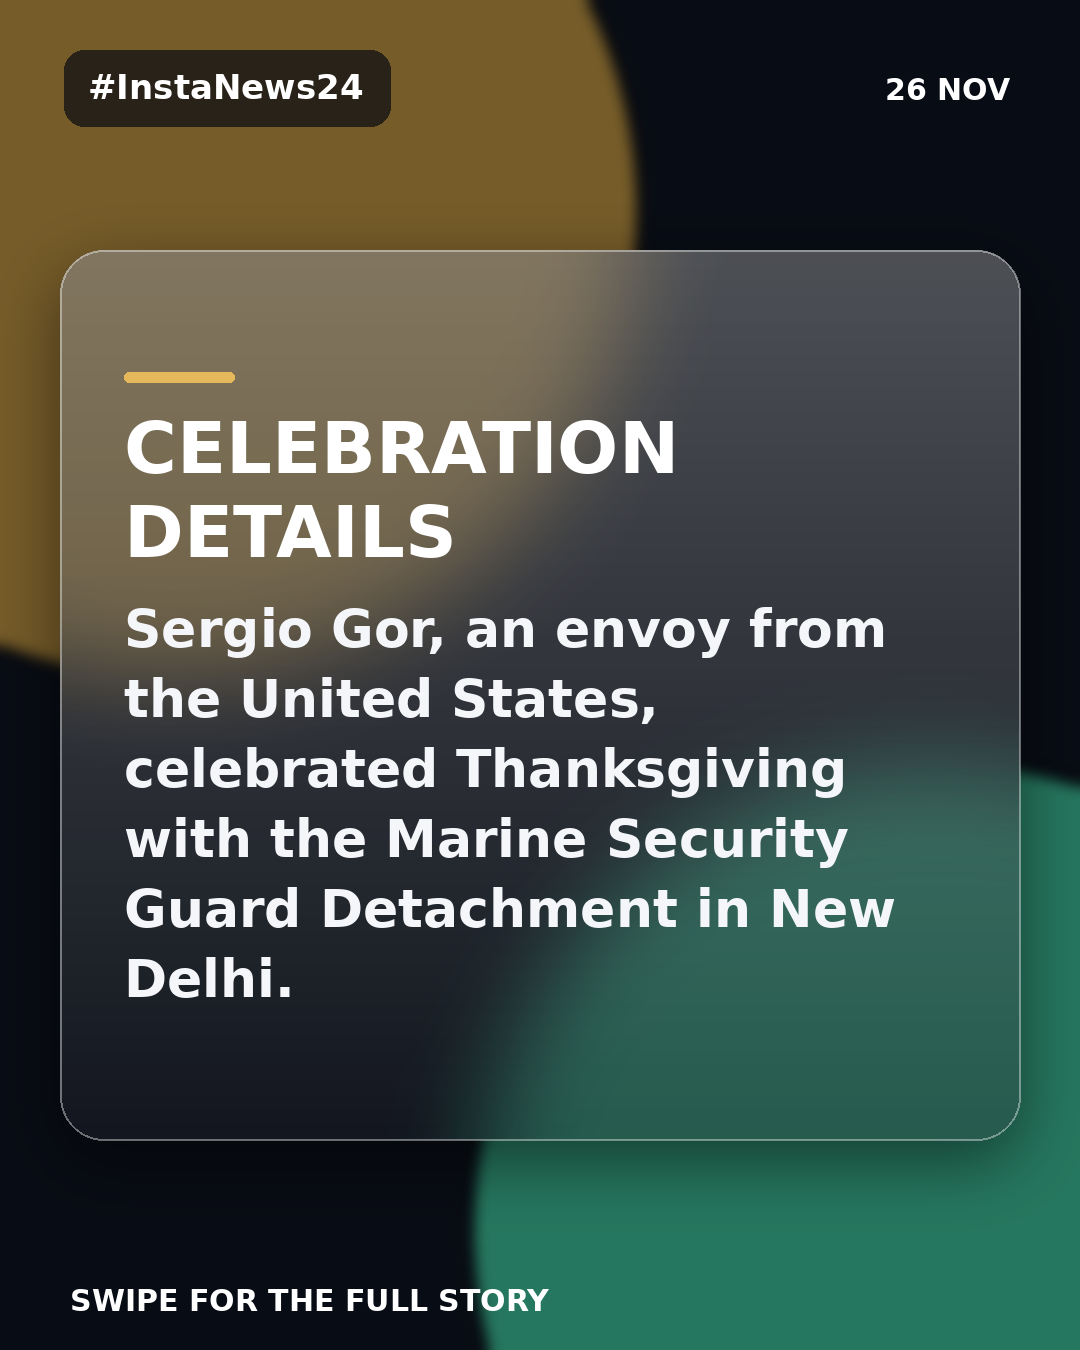 #InstaNews24
26 NOV
CELEBRATION
DETAILS
Sergio Gor, an envoy from
the United States,
celebrated Thanksgiving
with the Marine Security
Guard Detachment in New
Delhi.
SWIPE FOR THE FULL STORY